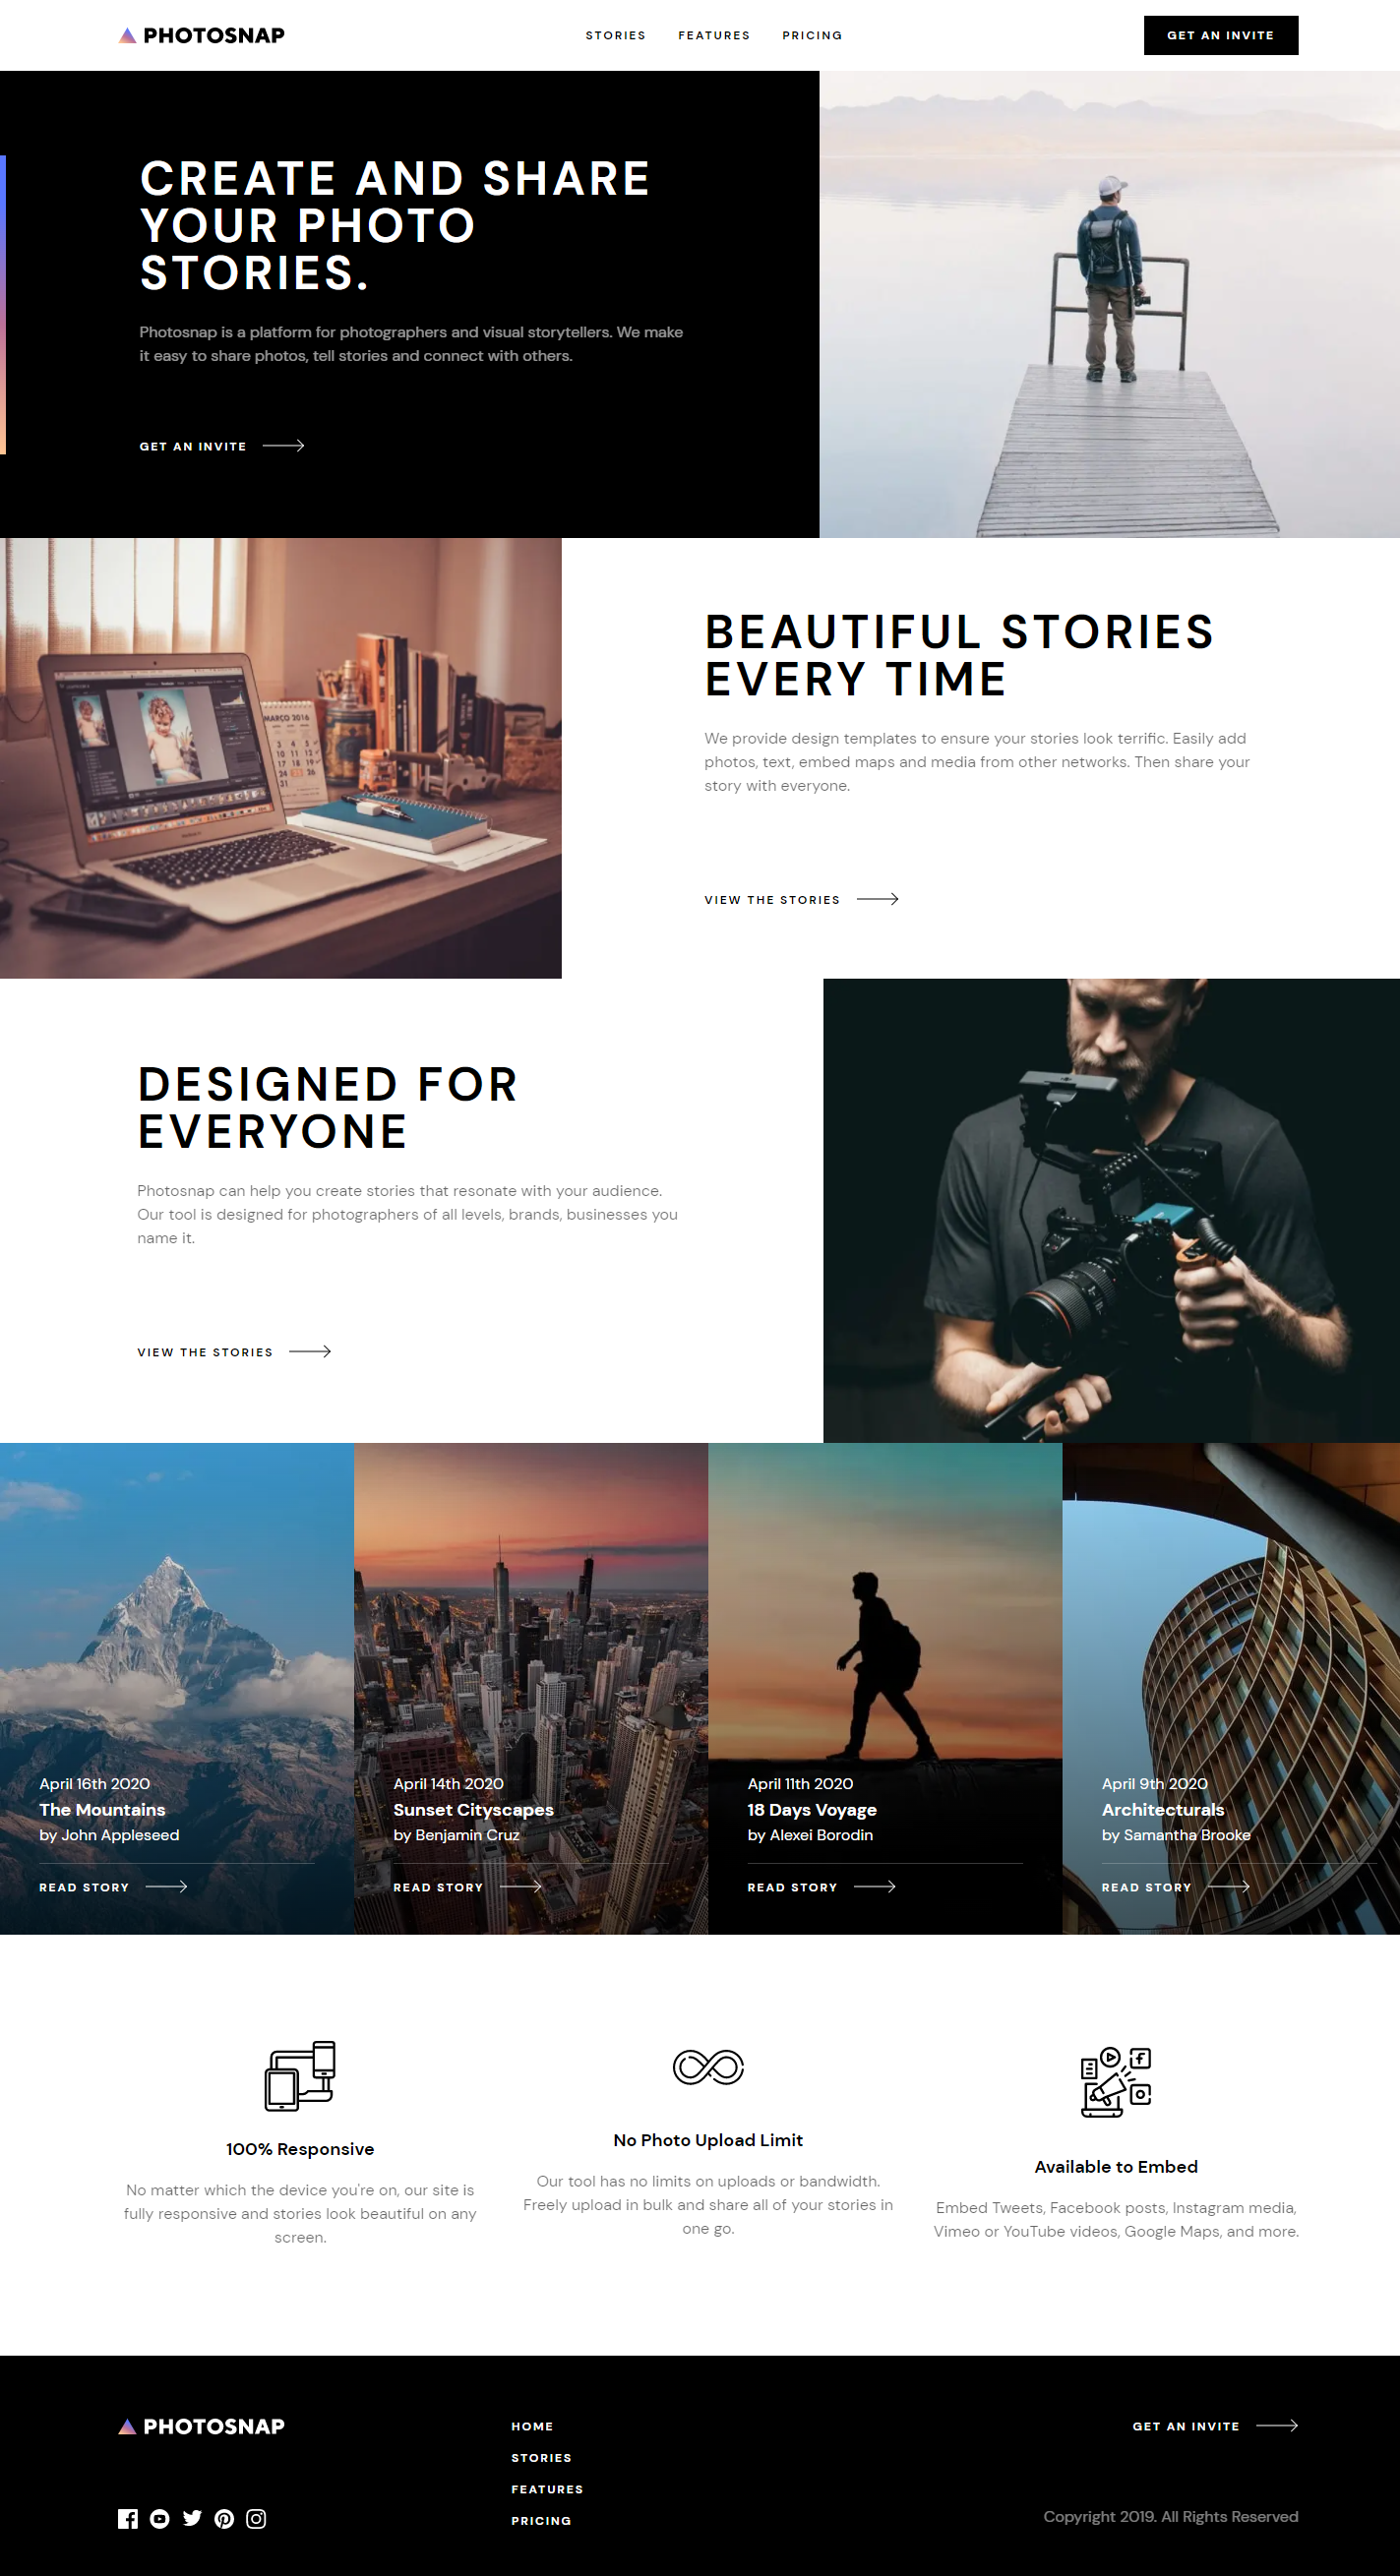 PHOTOSNAP
STORIES FEATURES PRICING
GET AN INVITE
CREATE AND SHARE
YOUR PHOTO
STORIES.
Photosnap is a platform for photographers and visual storytellers. We make
it easy to share photos, tell stories and connect with others.
GET AN INVITE
MARÇO 2016
BEAUTIFUL STORIES
EVERY TIME
We provide design templates to ensure your stories look terrific. Easily add
photos, text, embed maps and media from other networks. Then share your
story with everyone.
VIEW THE STORIES
DESIGNED FOR
EVERYONE
Photosnap can help you create stories that resonate with your audience.
Our tool is designed for photographers of all levels, brands, businesses you
name it.
VIEW THE STORIES
April 16th 2020
The Mountains
by John Appleseed
READ STORY
April 14th 2020
Sunset Cityscapes
by Benjamin Cruz
READ STORY
April 11th 2020
18 Days Voyage
by Alexei Borodin
READ STORY
April 9th 2020
Architecturals
by Samantha Brooke
READ STORY
100% Responsive
No matter which the device you're on, our site is
fully responsive and stories look beautiful on any
screen.
No Photo Upload Limit
Our tool has no limits on uploads or bandwidth.
Freely upload in bulk and share all of your stories in
one go.
Available to Embed
Embed Tweets, Facebook posts, Instagram media,
Vimeo or YouTube videos, Google Maps, and more.
PHOTOSNAP
HOME
STORIES
FEATURES
PRICING
GET AN INVITE
Copyright 2019. All Rights Reserved